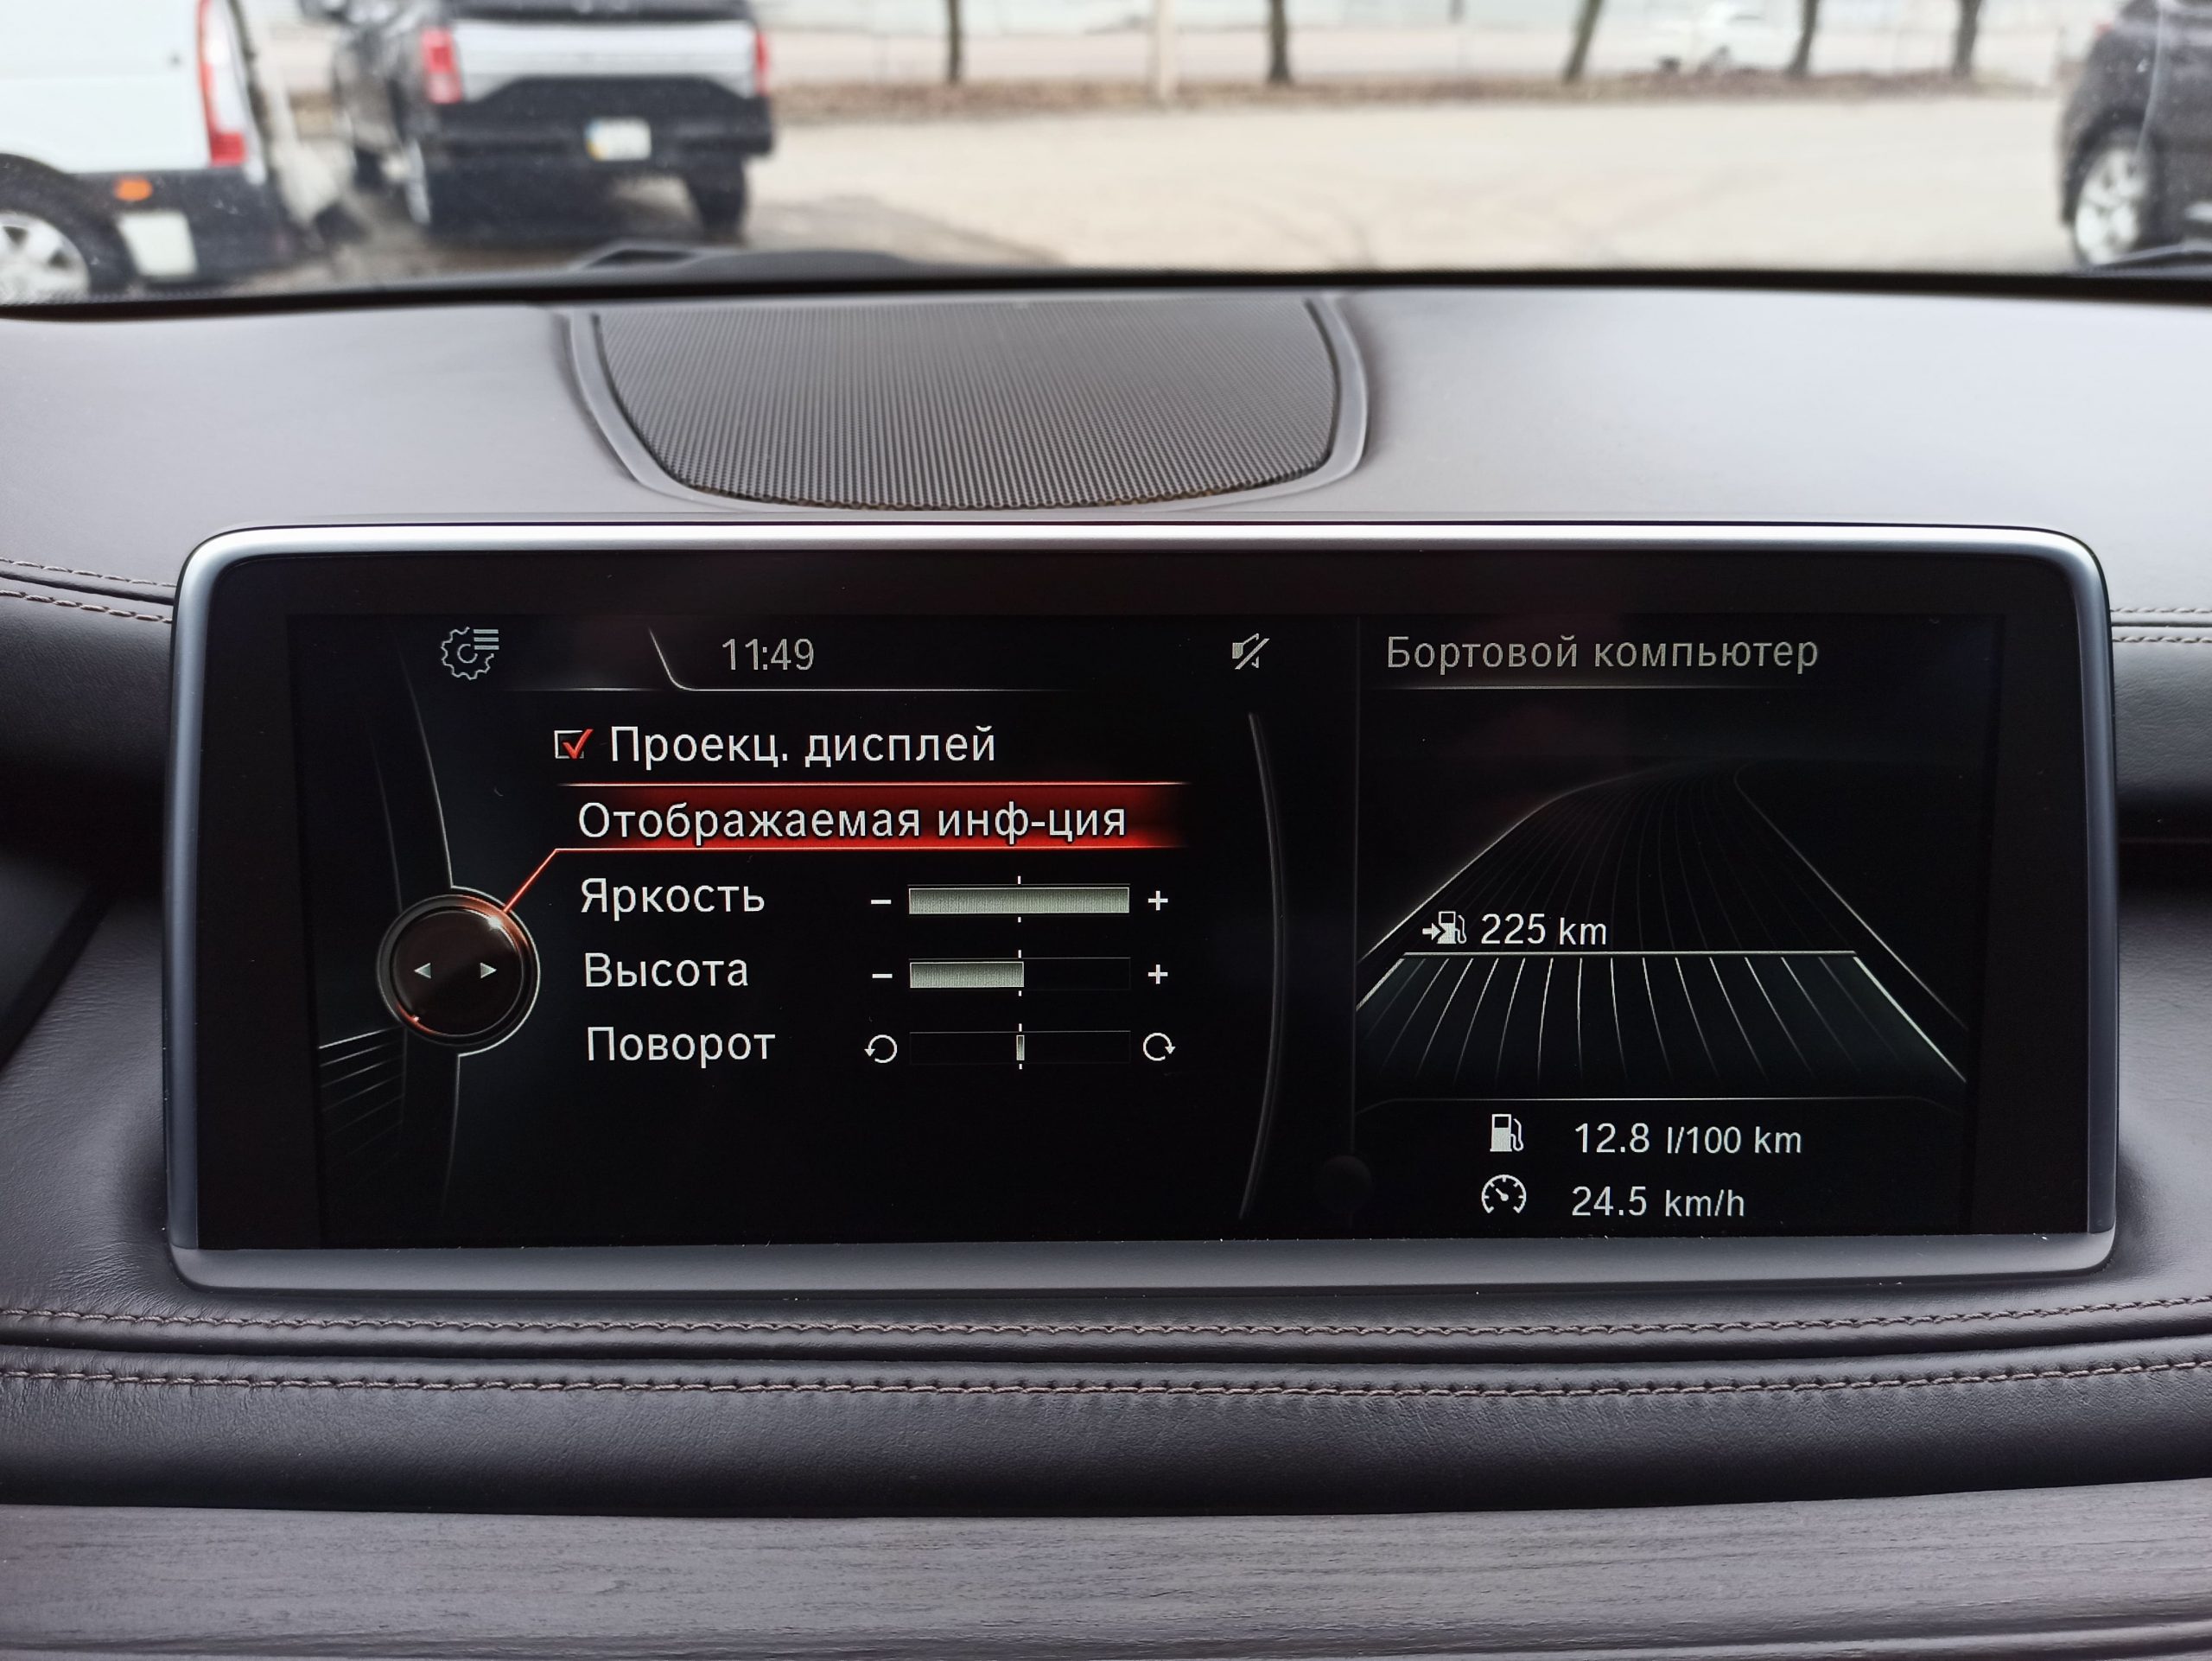 11:49
Проекц. дисплей
Отображаемая инф-ция
Яркость - +
Высота - +
Поворот
Бортовой компьютер
225 km
12.8 l/100 km
24.5 km/h